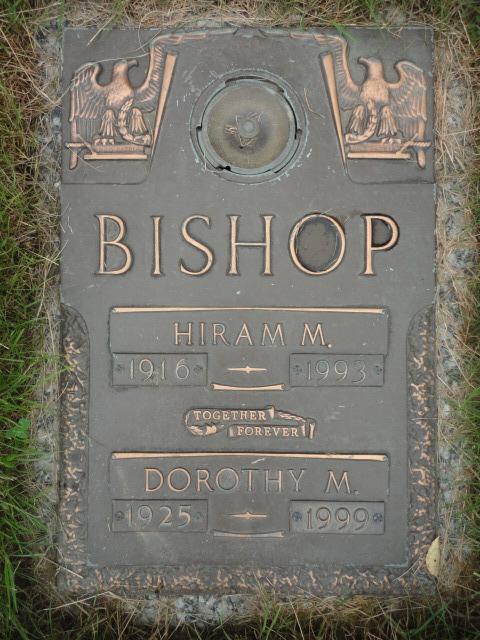 BISHOP
HIRAM M.
1916 1993
TOGETHER
FOREVER
DOROTHY M.
1925 1999